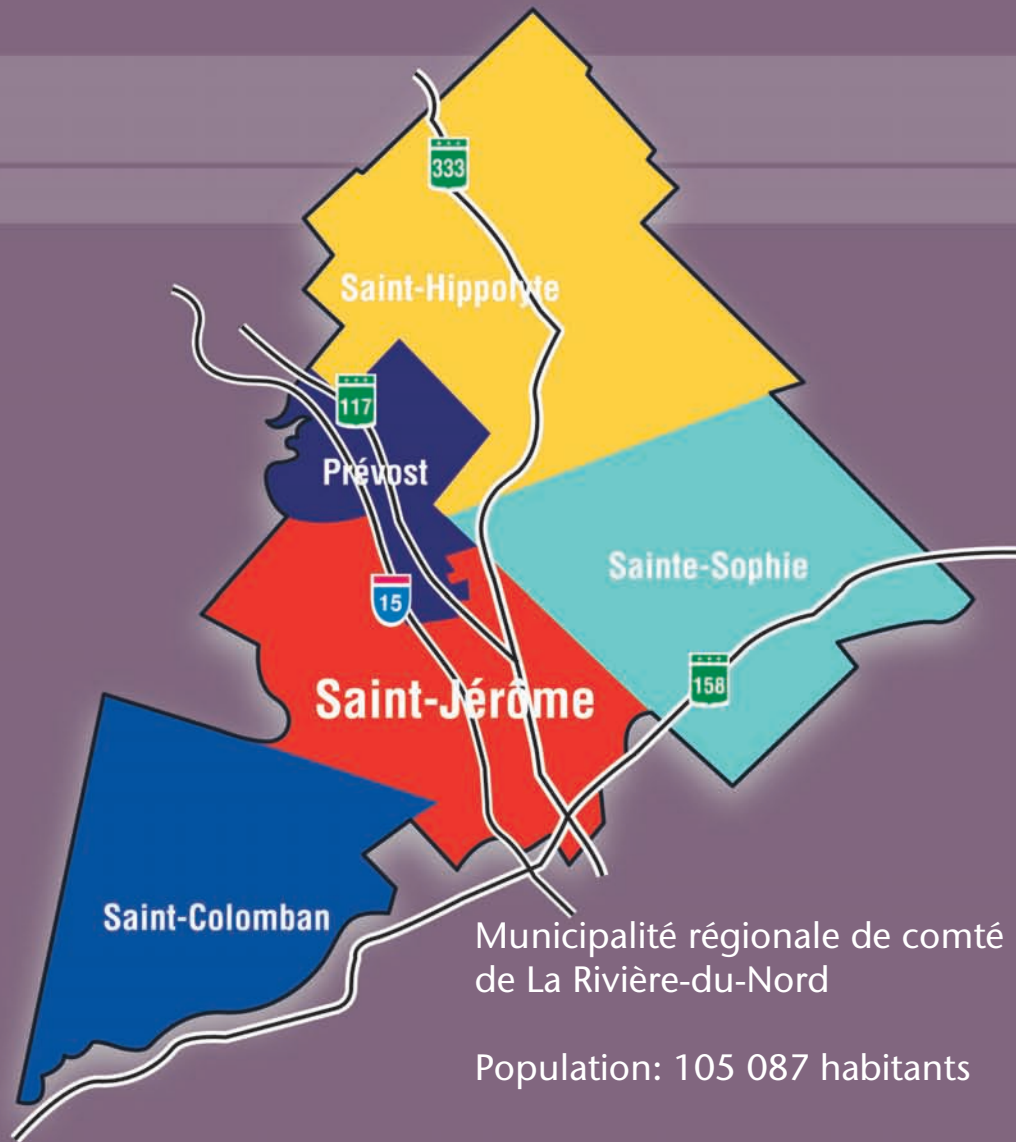 333
Saint-Hippolyte
117
Prévost
Sainte-Sophie
15
158
Saint-Jérôme
Saint-Colomban
Municipalité régionale de comté
de La Rivière-du-Nord
Population: 105 087 habitants